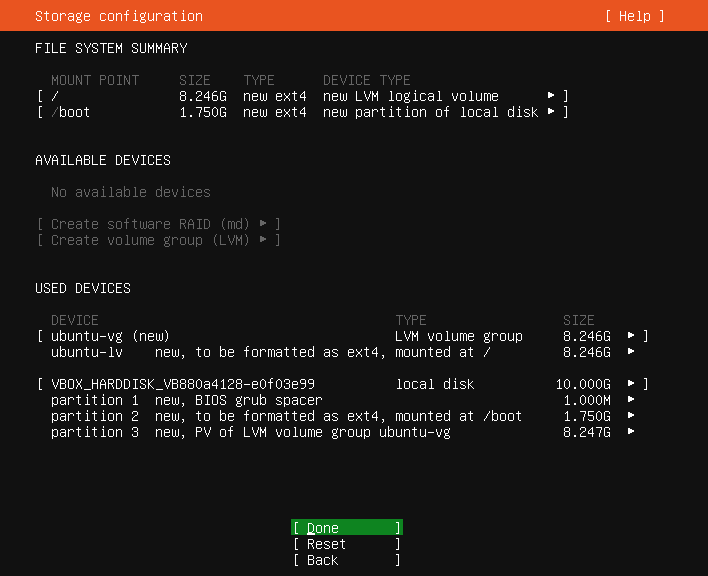 Storage configuration [ Help ]
FILE SYSTEM SUMMARY
MOUNT POINT SIZE TYPE DEVICE TYPE
[ / 8.246G new ext4 new LVM logical volume ▸ ]
[ /boot 1.750G new ext4 new partition of local disk ▸ ]
AVAILABLE DEVICES
No available devices
[ Create software RAID (md) ▸ ]
[ Create volume group (LVM) ▸ ]
USED DEVICES
DEVICE TYPE SIZE
[ ubuntu-vg (new) LVM volume group 8.246G ▸ ]
ubuntu-lv new, to be formatted as ext4, mounted at / 8.246G ▸
[ VBOX_HARDDISK_VB880a4128-e0f03e99 local disk 10.000G ▸ ]
partition 1 new, BIOS grub spacer 1.000M ▸
partition 2 new, to be formatted as ext4, mounted at /boot 1.750G ▸
partition 3 new, PV of LVM volume group ubuntu-vg 8.247G ▸
[ Done ]
[ Reset ]
[ Back ]